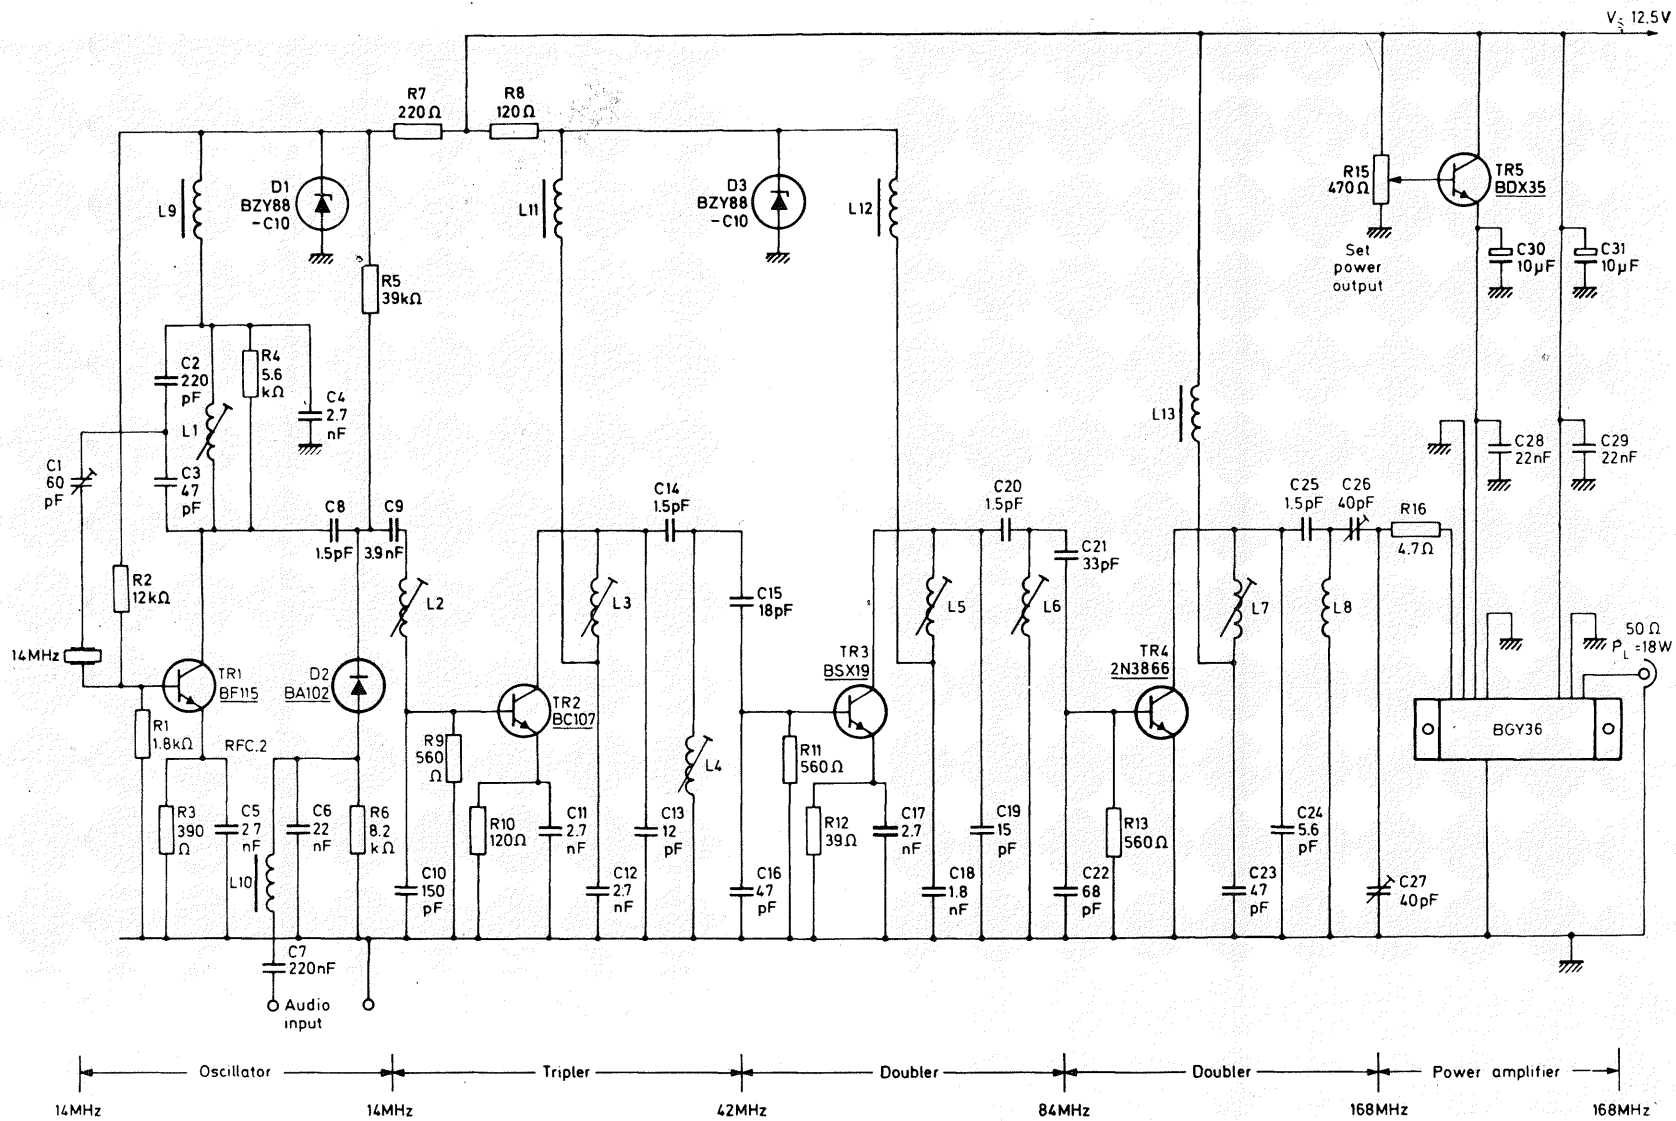 V = 12.5V
R7
220Ω
R8
120Ω
L9
D1
BZY88
-C10
L11
D3
BZY88
-C10
L12
R15
470Ω
TR5
BDX35
Set
power
output
C30
10µF
C31
10µF
R5
39kΩ
C2
220
pF
R4
5.6
kΩ
L1
C4
2.7
nF
L13
C1
60
pF
C3
47
pF
C28
22nF
C29
22nF
C8
1.5pF
C9
3.9nF
C14
1.5pF
C20
1.5pF
C25
1.5pF
C26
40pF
R16
4.7Ω
C21
33pF
R2
12kΩ
L2
L3
C15
18pF
L5
L6
L7
L8
14MHz
TR1
BF115
D2
BA102
TR2
BC107
TR3
BSX19
TR4
2N3866
50Ω
PL = 18W
BGY36
R1
1.8kΩ
RFC.2
R9
560
Ω
L4
R11
560Ω
R3
390
Ω
C5
2.7
nF
C6
22
nF
R6
8.2
kΩ
R10
120Ω
C11
2.7
nF
C13
12
pF
R12
39Ω
C17
2.7
nF
C19
15
pF
R13
560Ω
C24
5.6
pF
L10
C10
150
pF
C12
2.7
nF
C16
47
pF
C18
1.8
nF
C22
68
pF
C23
47
pF
C27
40pF
C7
220nF
Audio
input
Oscillator
Tripler
Doubler
Doubler
Power amplifier
14MHz
14MHz
42MHz
84MHz
168MHz
168MHz